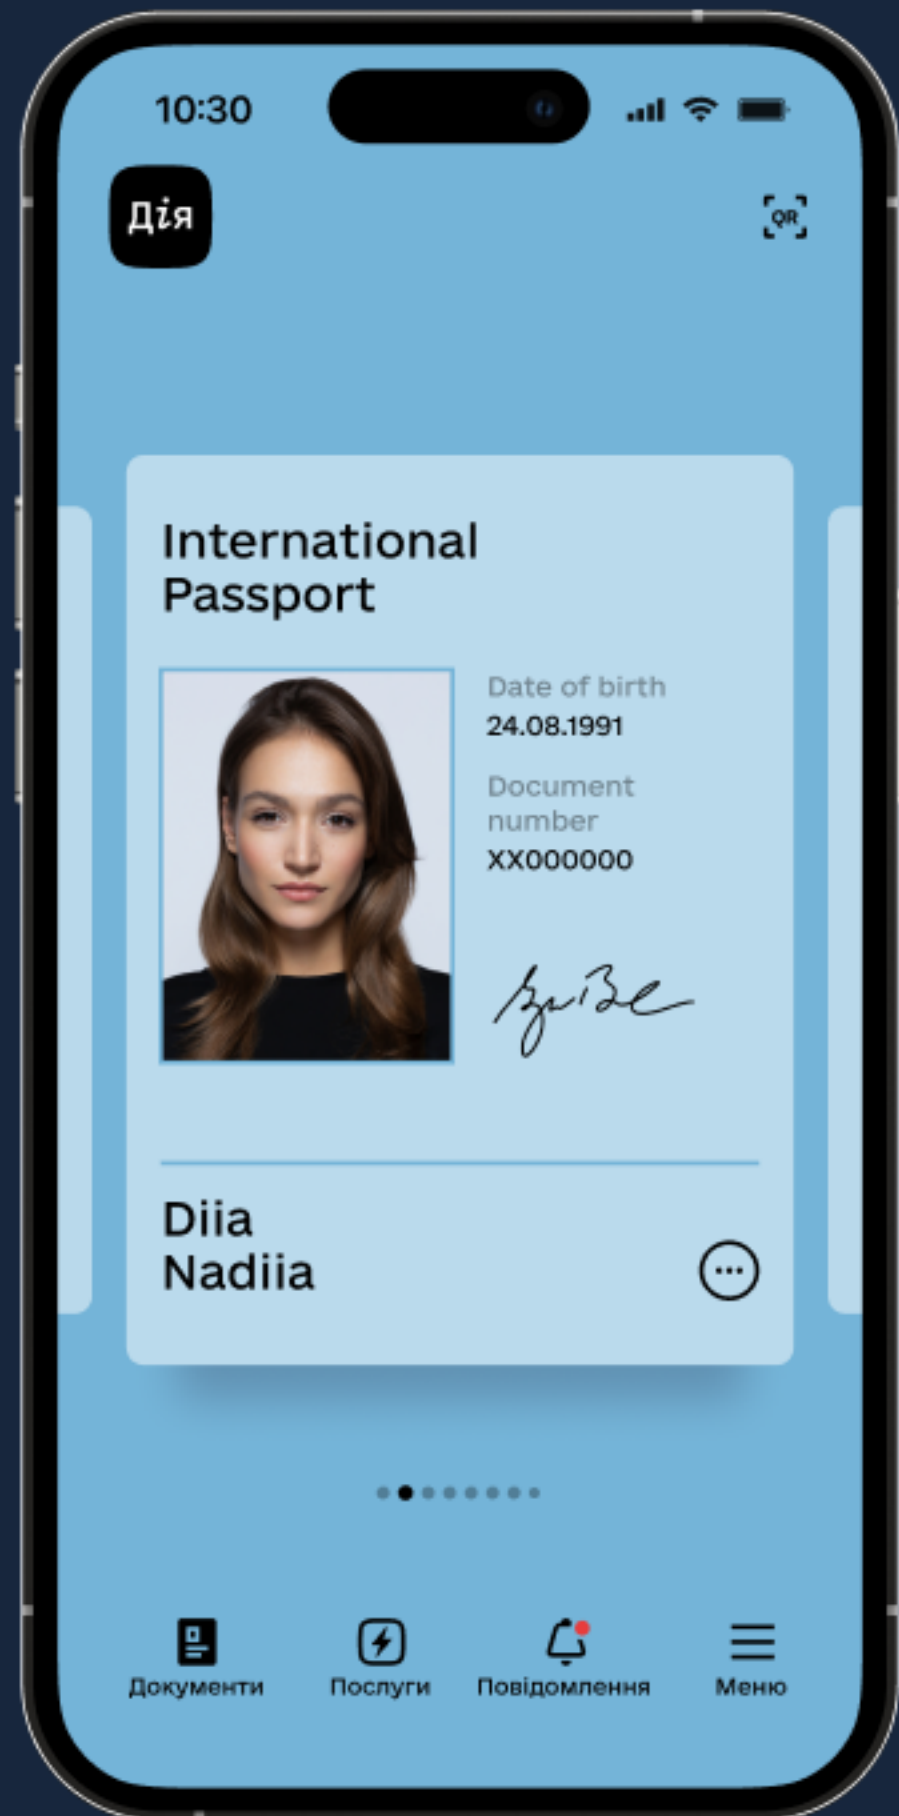 10:30
Дія
QR
International
Passport
Date of birth
24.08.1991
Document
number
XX000000
Diia
Nadiia
Документи
Послуги
Повідомлення
Меню